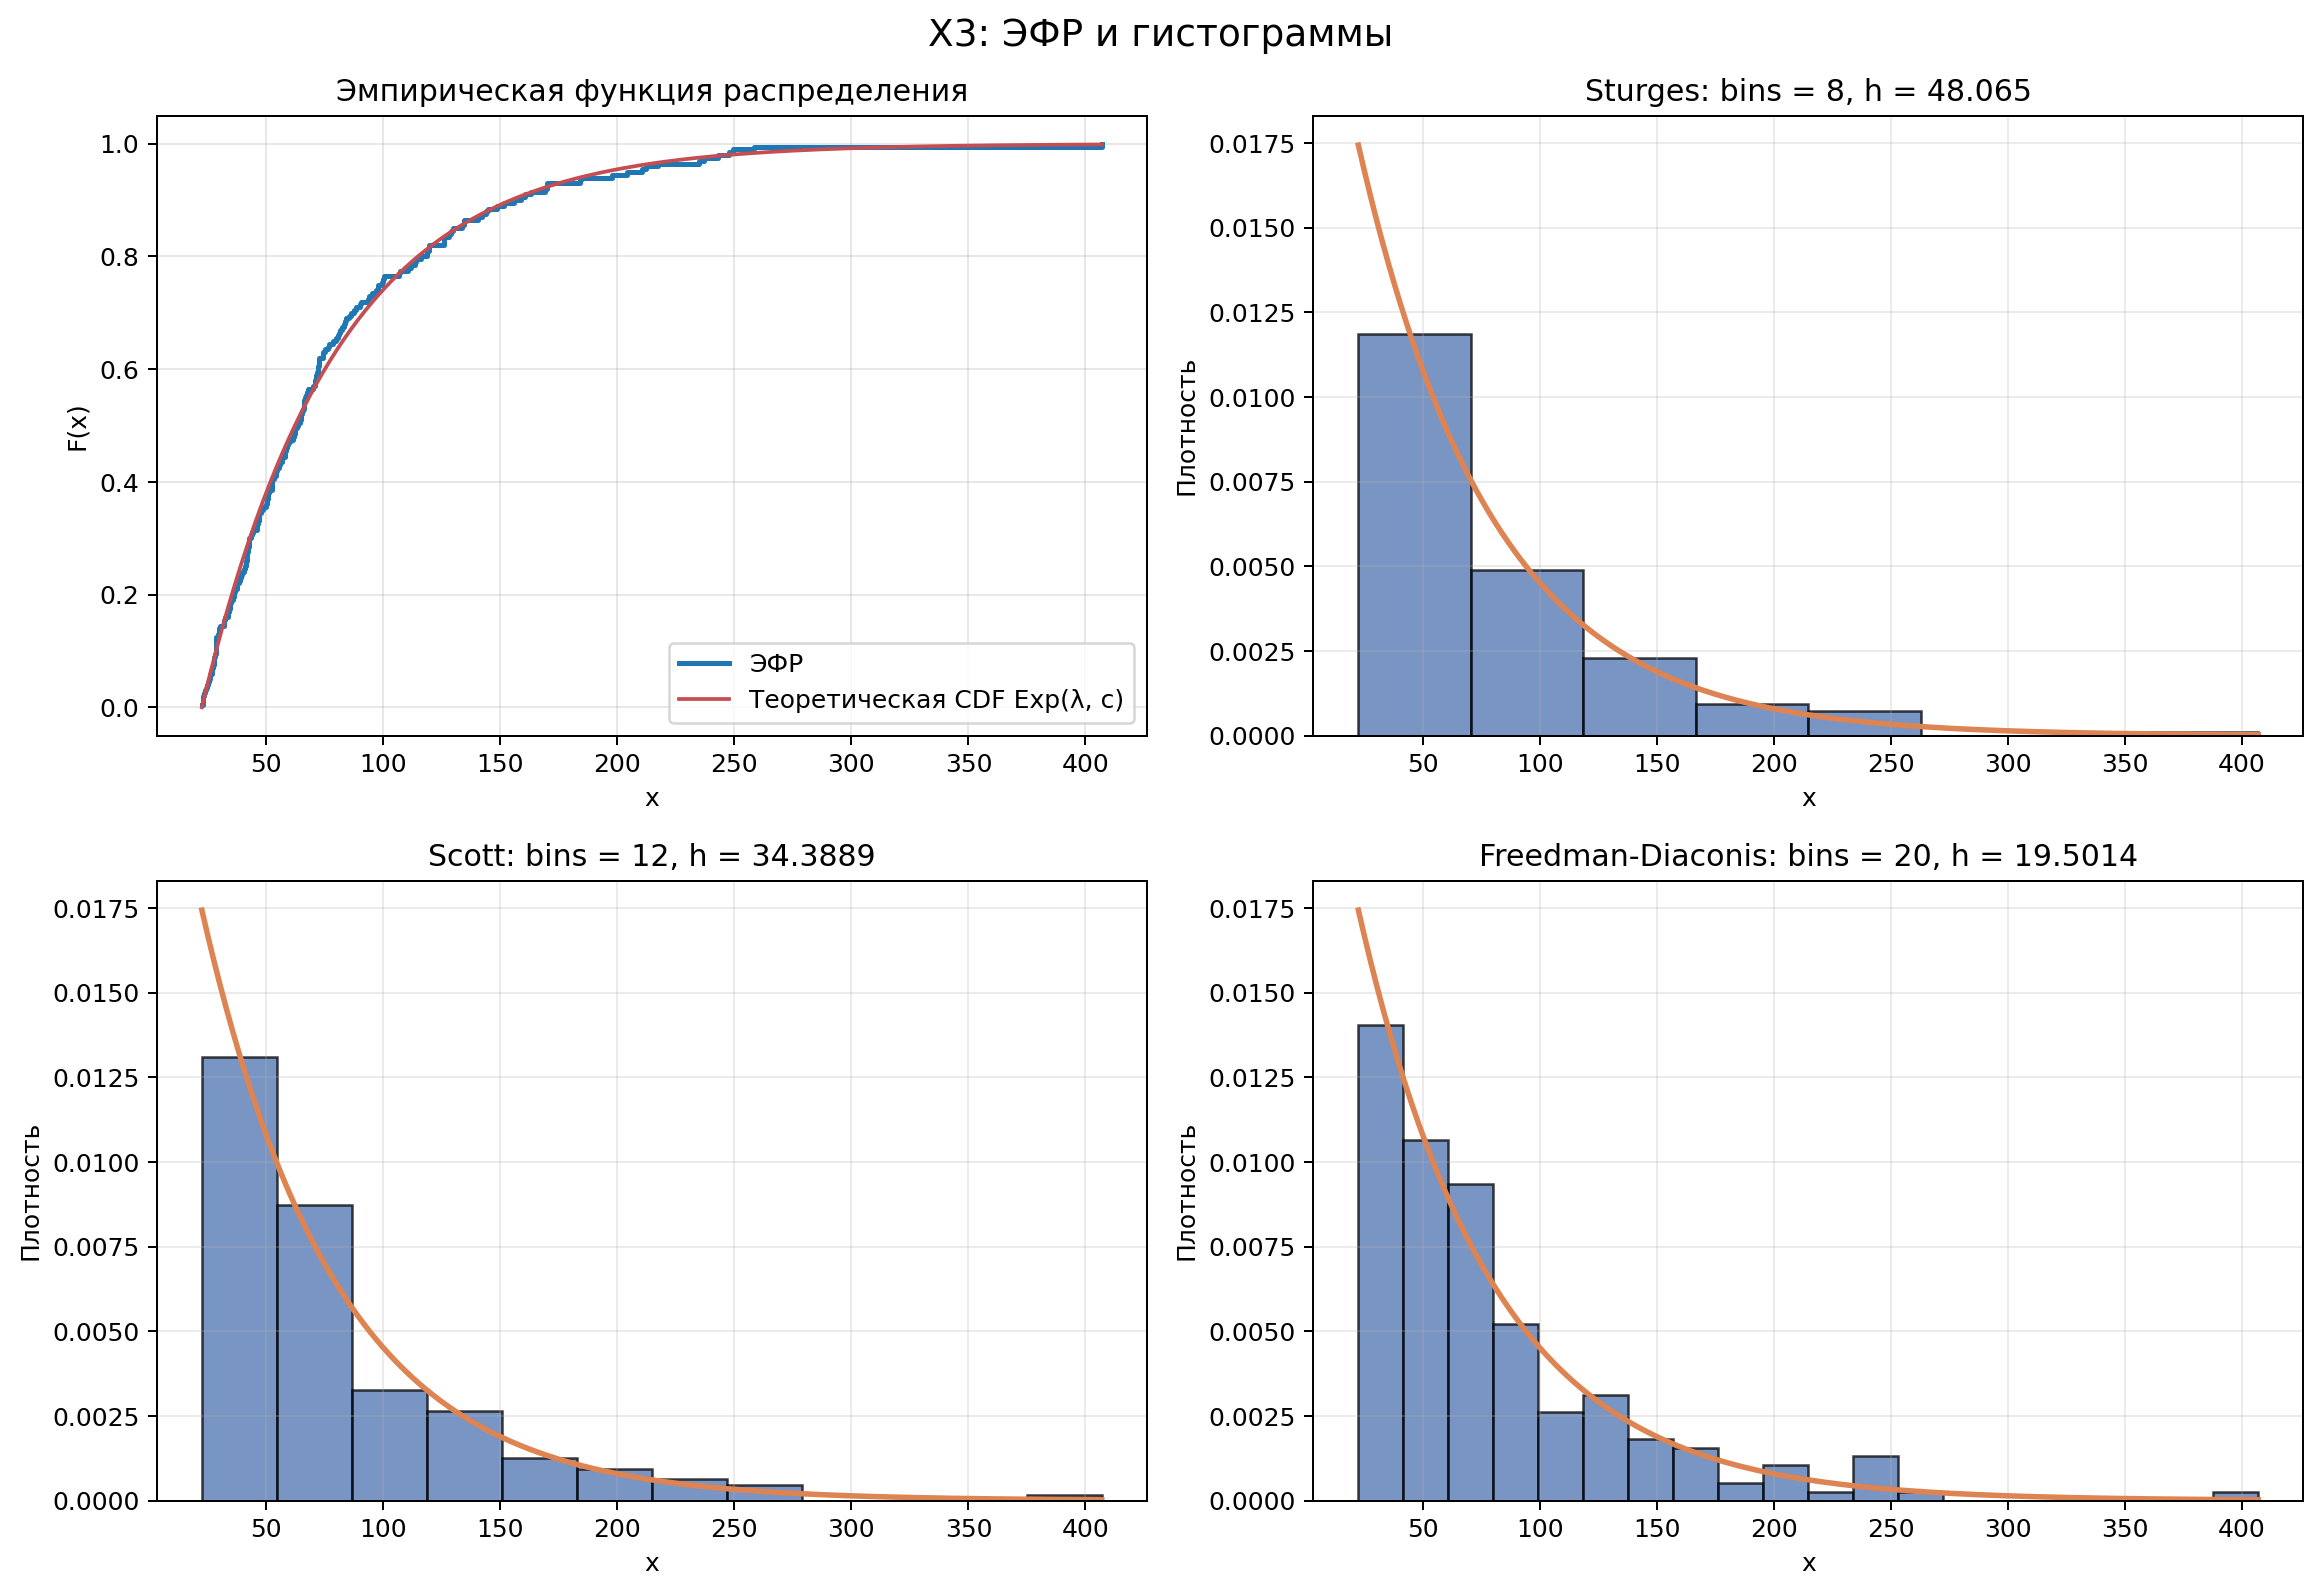 X3: ЭФР и гистограммы
Эмпирическая функция распределения
1.0
0.8
0.6
0.4
0.2
0.0
F(x)
50 100 150 200 250 300 350 400
x
ЭФР
Теоретическая CDF Exp(λ, c)
Sturges: bins = 8, h = 48.065
0.0175
0.0150
0.0125
0.0100
0.0075
0.0050
0.0025
0.0000
Плотность
50 100 150 200 250 300 350 400
x
Scott: bins = 12, h = 34.3889
0.0175
0.0150
0.0125
0.0100
0.0075
0.0050
0.0025
0.0000
Плотность
50 100 150 200 250 300 350 400
x
Freedman-Diaconis: bins = 20, h = 19.5014
0.0175
0.0150
0.0125
0.0100
0.0075
0.0050
0.0025
0.0000
Плотность
50 100 150 200 250 300 350 400
x